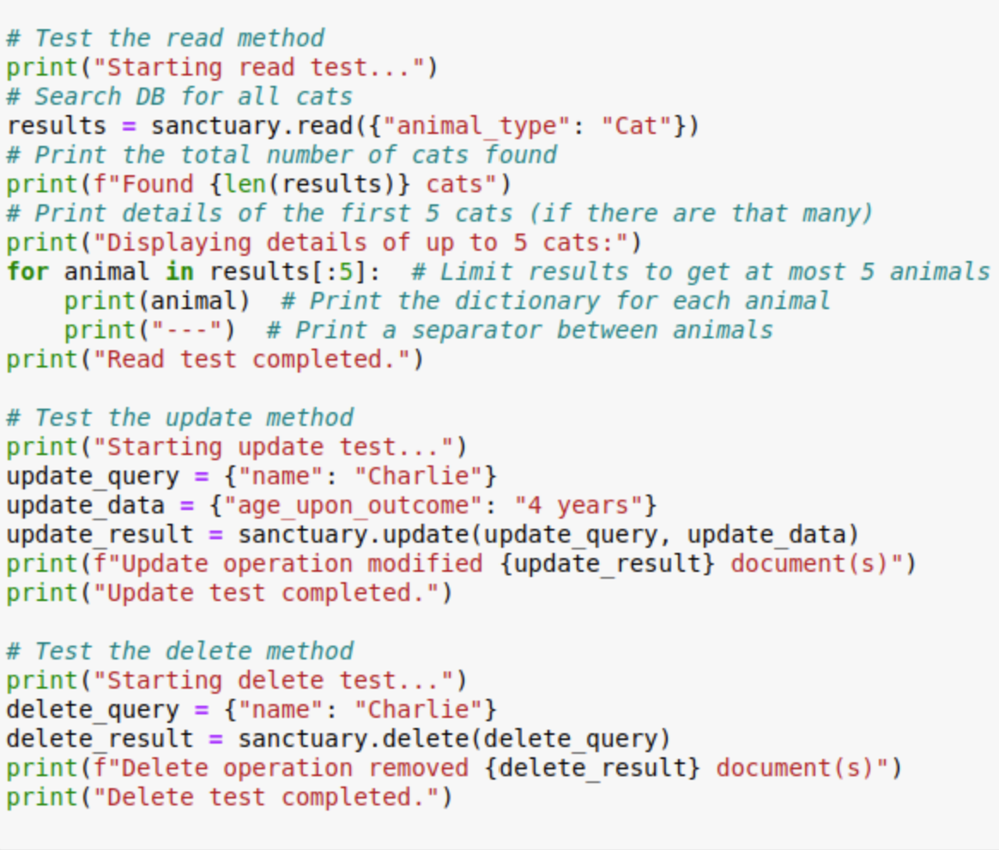 # Test the read method
print("Starting read test...")
# Search DB for all cats
results = sanctuary.read({"animal_type": "Cat"})
# Print the total number of cats found
print(f"Found {len(results)} cats")
# Print details of the first 5 cats (if there are that many)
print("Displaying details of up to 5 cats:")
for animal in results[:5]:  # Limit results to get at most 5 animals
    print(animal)  # Print the dictionary for each animal
    print("---")  # Print a separator between animals
print("Read test completed.")

# Test the update method
print("Starting update test...")
update_query = {"name": "Charlie"}
update_data = {"age_upon_outcome": "4 years"}
update_result = sanctuary.update(update_query, update_data)
print(f"Update operation modified {update_result} document(s)")
print("Update test completed.")

# Test the delete method
print("Starting delete test...")
delete_query = {"name": "Charlie"}
delete_result = sanctuary.delete(delete_query)
print(f"Delete operation removed {delete_result} document(s)")
print("Delete test completed.")